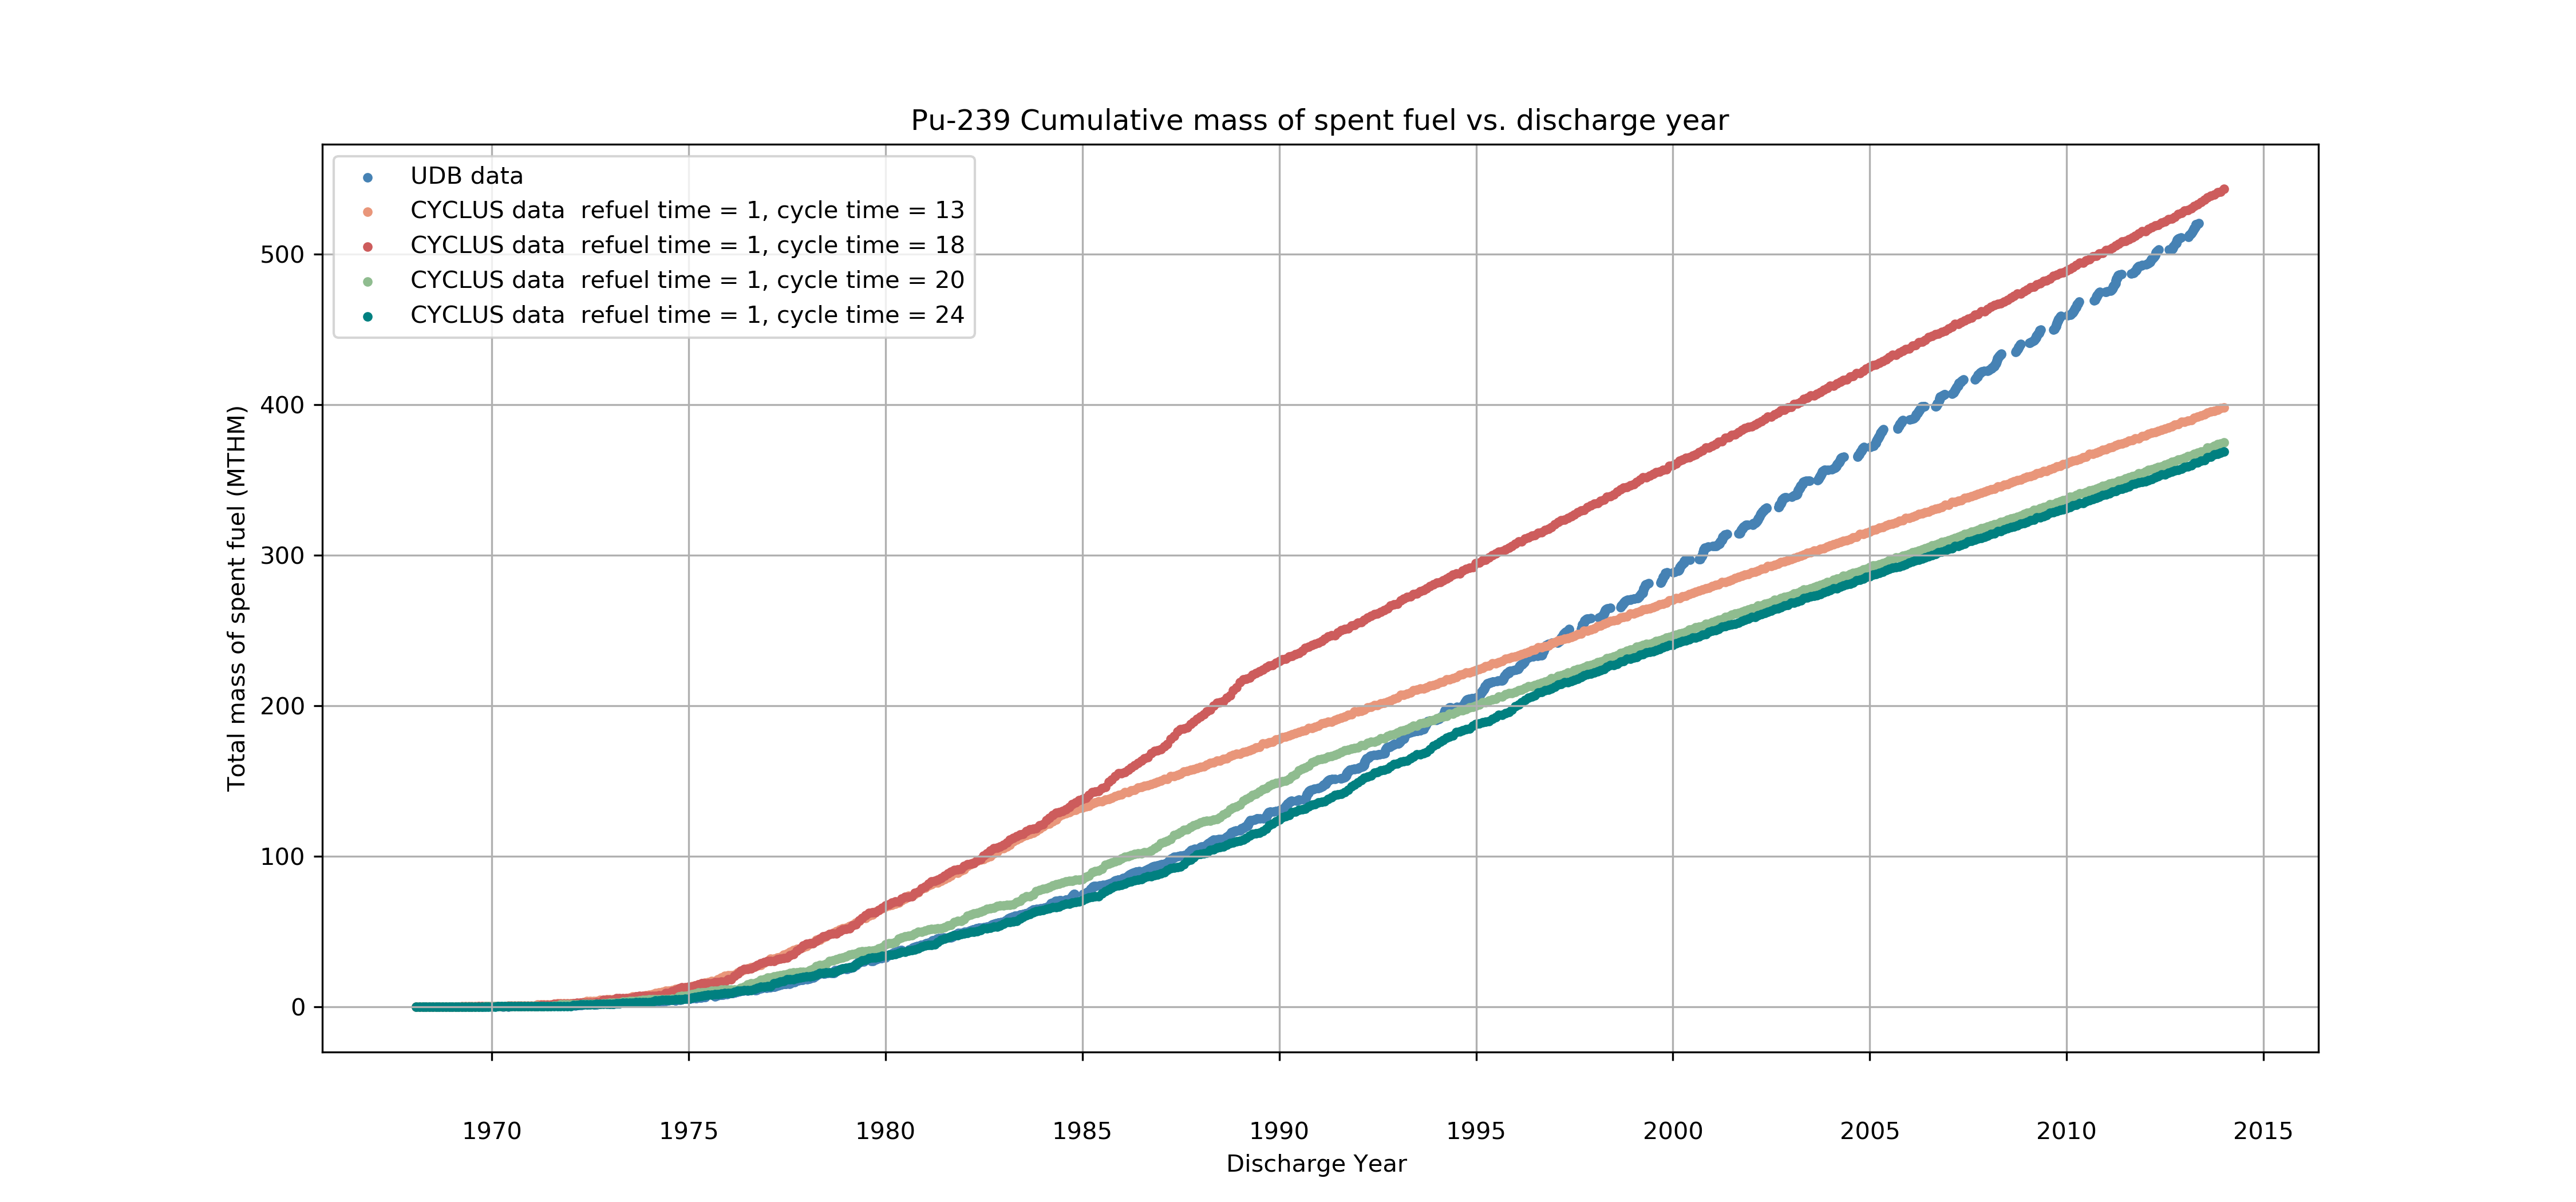 Pu-239 Cumulative mass of spent fuel vs. discharge year
UDB data
CYCLUS data  refuel time = 1, cycle time = 13
CYCLUS data  refuel time = 1, cycle time = 18
CYCLUS data  refuel time = 1, cycle time = 20
CYCLUS data  refuel time = 1, cycle time = 24
Total mass of spent fuel (MTHM)
500
400
300
200
100
0
1970 1975 1980 1985 1990 1995 2000 2005 2010 2015
Discharge Year